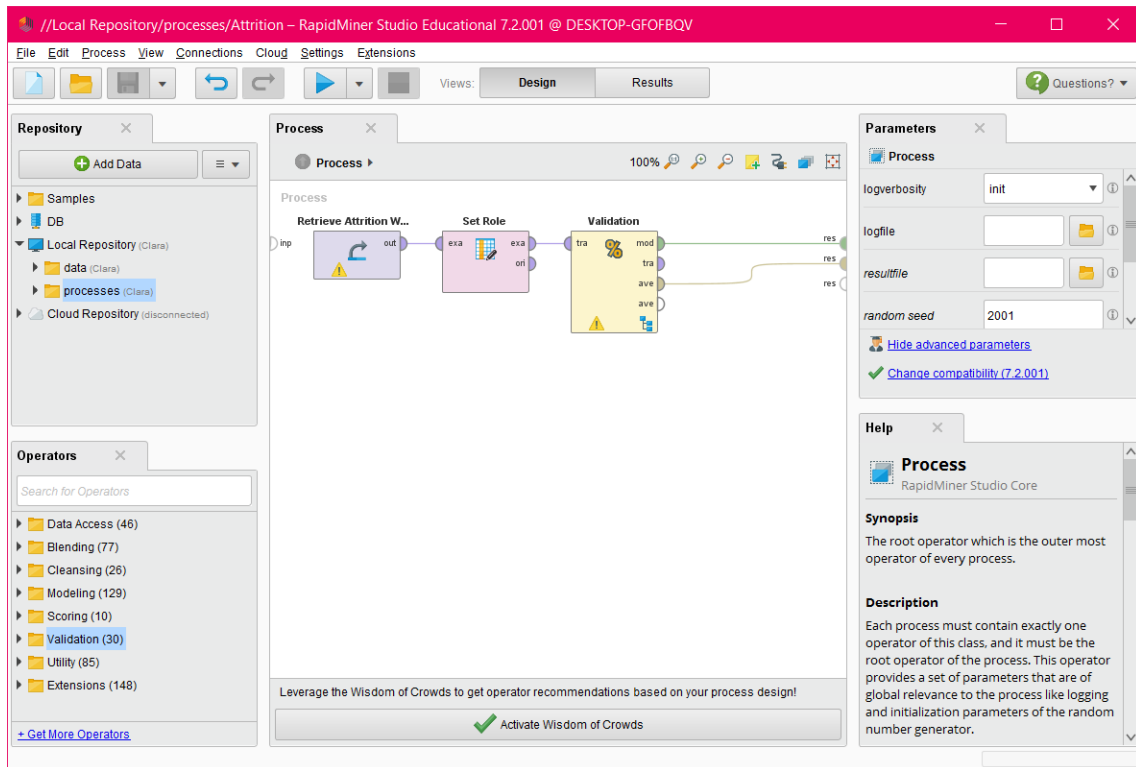 //Local Repository/processes/Attrition – RapidMiner Studio Educational 7.2.001 @ DESKTOP-GFOFBQV
File Edit Process View Connections Cloud Settings Extensions
Views: Design Results Questions?
Repository
Add Data
Samples
DB
Local Repository (Clara)
data (Clara)
processes (Clara)
Cloud Repository (disconnected)
Operators
Search for Operators
Data Access (46)
Blending (77)
Cleansing (26)
Modeling (129)
Scoring (10)
Validation (30)
Utility (85)
Extensions (148)
+ Get More Operators
Process
Process
100%
Process
Retrieve Attrition W... Set Role Validation
inp out exa exa tra mod res
ori tra res
ave res
ave
Leverage the Wisdom of Crowds to get operator recommendations based on your process design!
Activate Wisdom of Crowds
Parameters
Process
logverbosity init
logfile
resultfile
random seed 2001
Hide advanced parameters
Change compatibility (7.2.001)
Help
Process
RapidMiner Studio Core
Synopsis
The root operator which is the outer most
operator of every process.
Description
Each process must contain exactly one
operator of this class, and it must be the
root operator of the process. This operator
provides a set of parameters that are of
global relevance to the process like logging
and initialization parameters of the random
number generator.